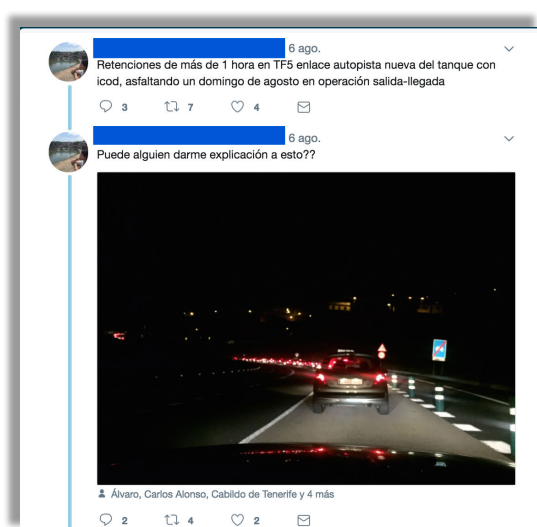 6 ago.
Retenciones de más de 1 hora en TF5 enlace autopista nueva del tanque con
icod, asfaltando un domingo de agosto en operación salida-llegada
3 7 4
6 ago.
Puede alguien darme explicación a esto??
Álvaro, Carlos Alonso, Cabildo de Tenerife y 4 más
2 4 2